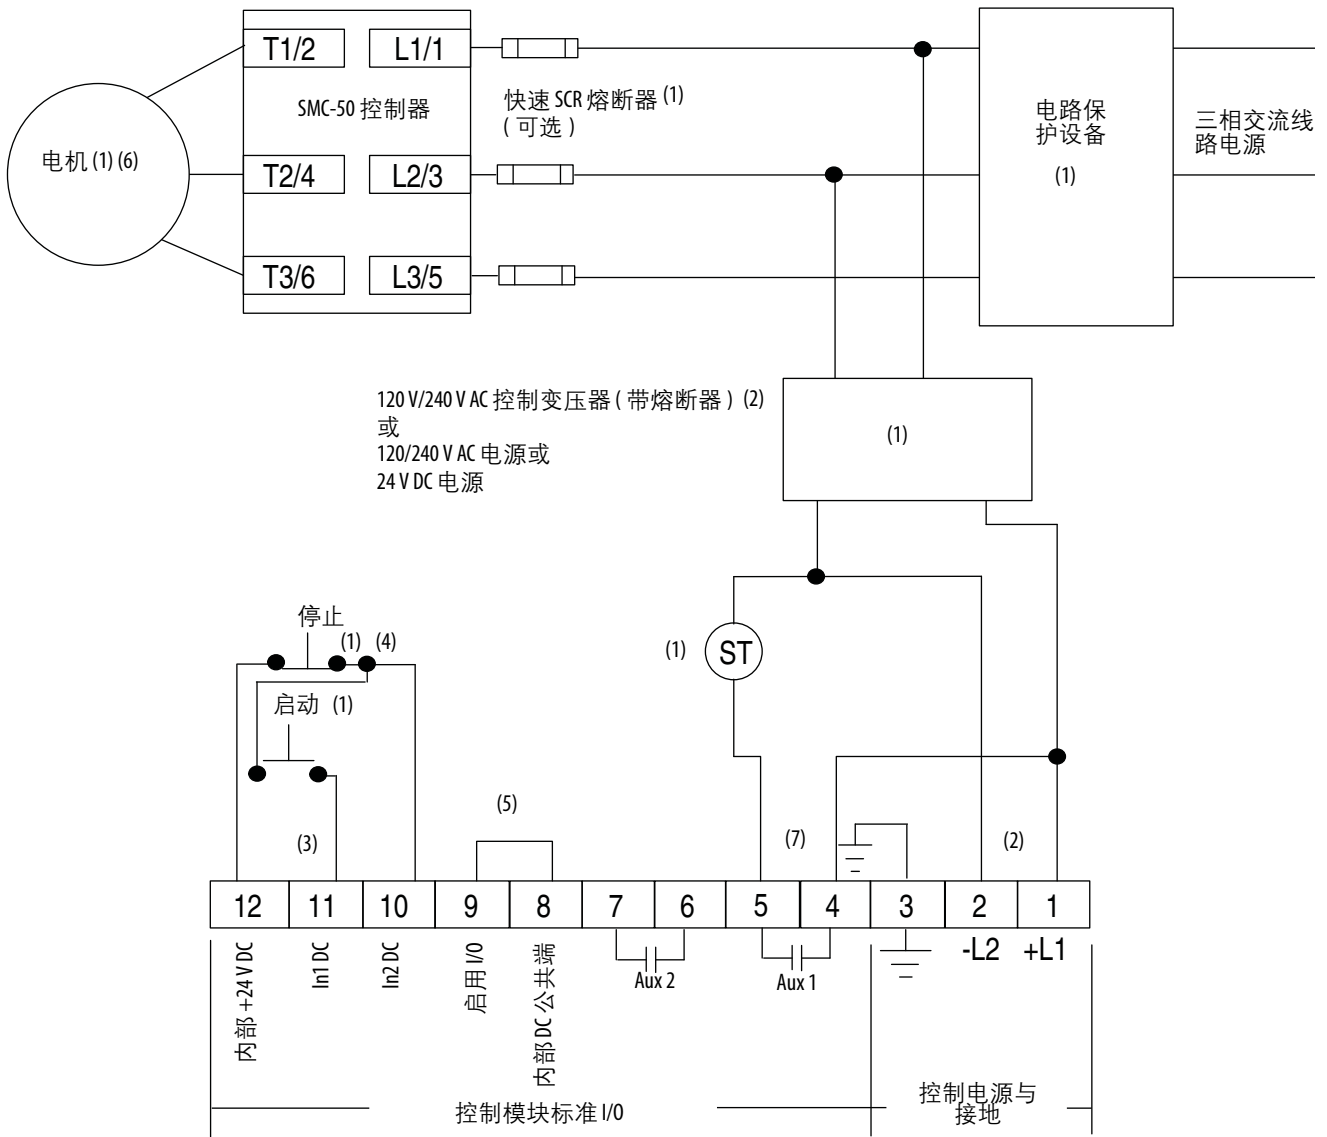 T1/2
L1/1
SMC-50 控制器
快速 SCR 熔断器 (1)
( 可选 )
电路保
护设备
(1)
三相交流线
路电源
电机 (1) (6)
T2/4
L2/3
T3/6
L3/5
120 V/240 V AC 控制变压器 ( 带熔断器 ) (2)
或
120/240 V AC 电源或
24 V DC 电源
(1)
停止
(1)
(4)
(1)
ST
启动 (1)
(5)
(3)
(7)
(2)
12
11
10
9
8
7
6
5
4
3
2
1
内部 +24 V DC
In1 DC
In2 DC
启用 I/O
内部 DC 公共端
Aux 2
Aux 1
-L2
+L1
控制模块标准 I/O
控制电源与
接地